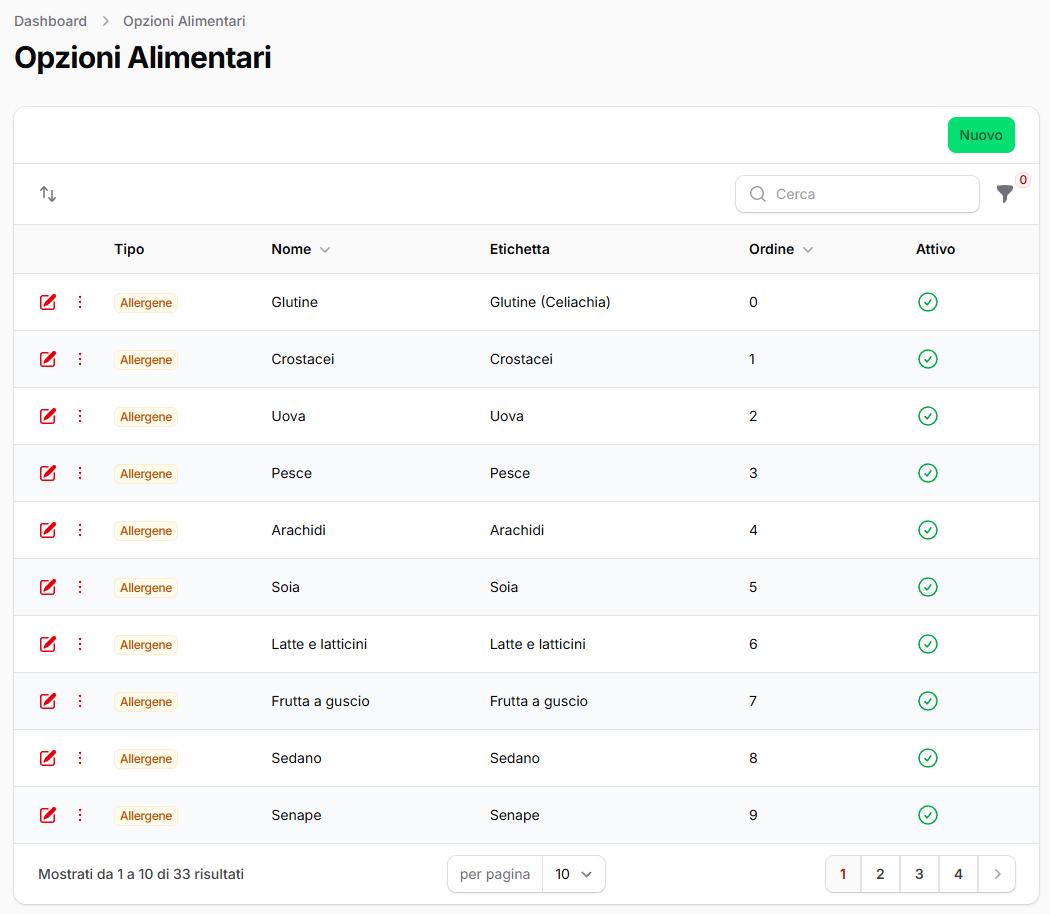 Dashboard > Opzioni Alimentari
Opzioni Alimentari
Nuovo
Cerca
0
Tipo Nome Etichetta Ordine Attivo
Allergene Glutine Glutine (Celiachia) 0
Allergene Crostacei Crostacei 1
Allergene Uova Uova 2
Allergene Pesce Pesce 3
Allergene Arachidi Arachidi 4
Allergene Soia Soia 5
Allergene Latte e latticini Latte e latticini 6
Allergene Frutta a guscio Frutta a guscio 7
Allergene Sedano Sedano 8
Allergene Senape Senape 9
Mostrati da 1 a 10 di 33 risultati per pagina 10 1 2 3 4